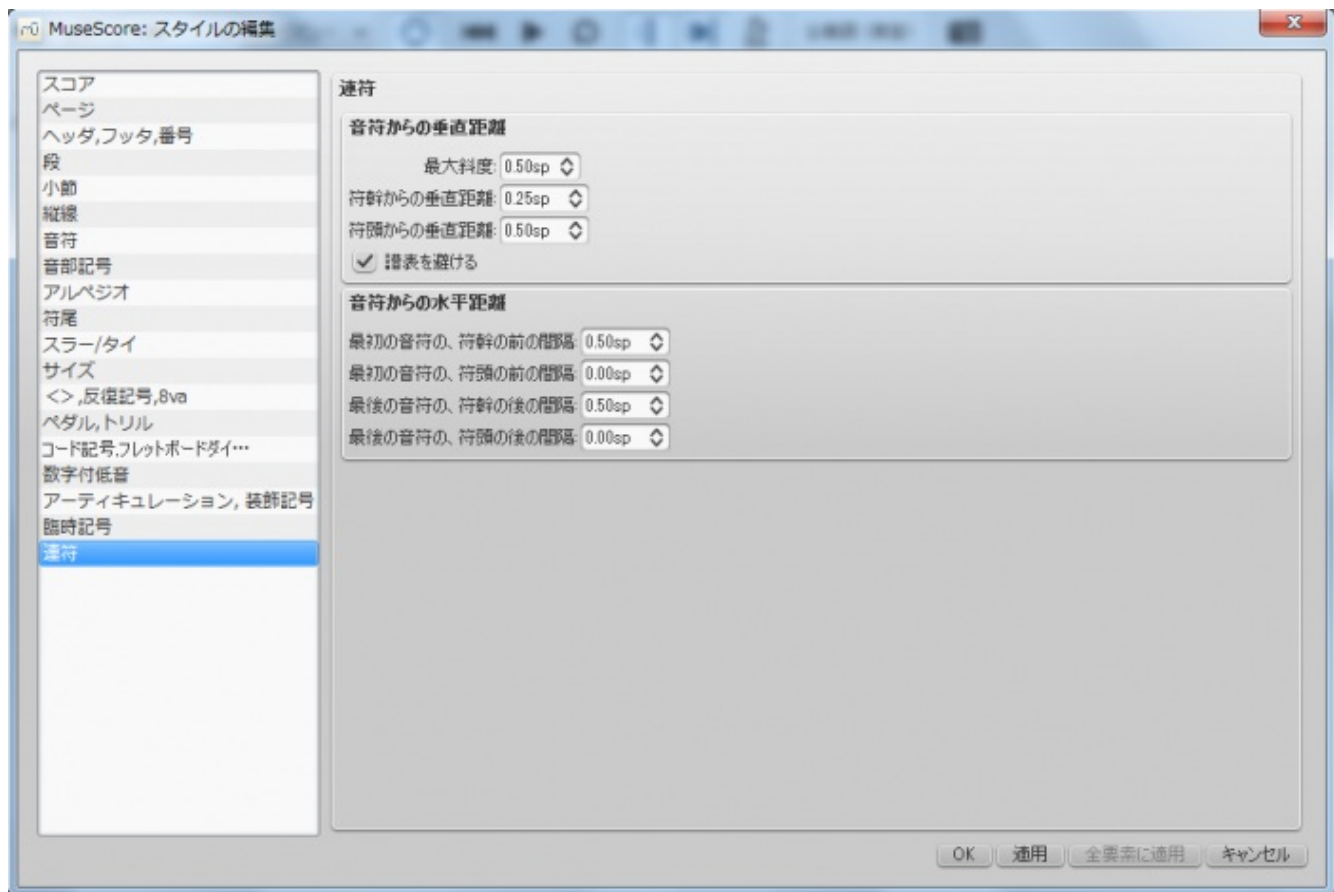 MuseScore: スタイルの編集
スコア
ページ
ヘッダ,フッタ,番号
段
小節
縦線
音符
音部記号
アルペジオ
符尾
スラー/タイ
サイズ
<> ,反復記号,8va
ペダル,トリル
コード記号,フレットボードダイ…
数字付低音
アーティキュレーション, 装飾記号
臨時記号
連符
連符
音符からの垂直距離
最大斜度: 0.50sp
符幹からの垂直距離: 0.25sp
符頭からの垂直距離: 0.50sp
譜表を避ける
音符からの水平距離
最初の音符の、符幹の前の間隔: 0.50sp
最初の音符の、符頭の前の間隔: 0.00sp
最後の音符の、符幹の後の間隔: 0.50sp
最後の音符の、符頭の後の間隔: 0.00sp
OK 適用 全要素に適用 キャンセル